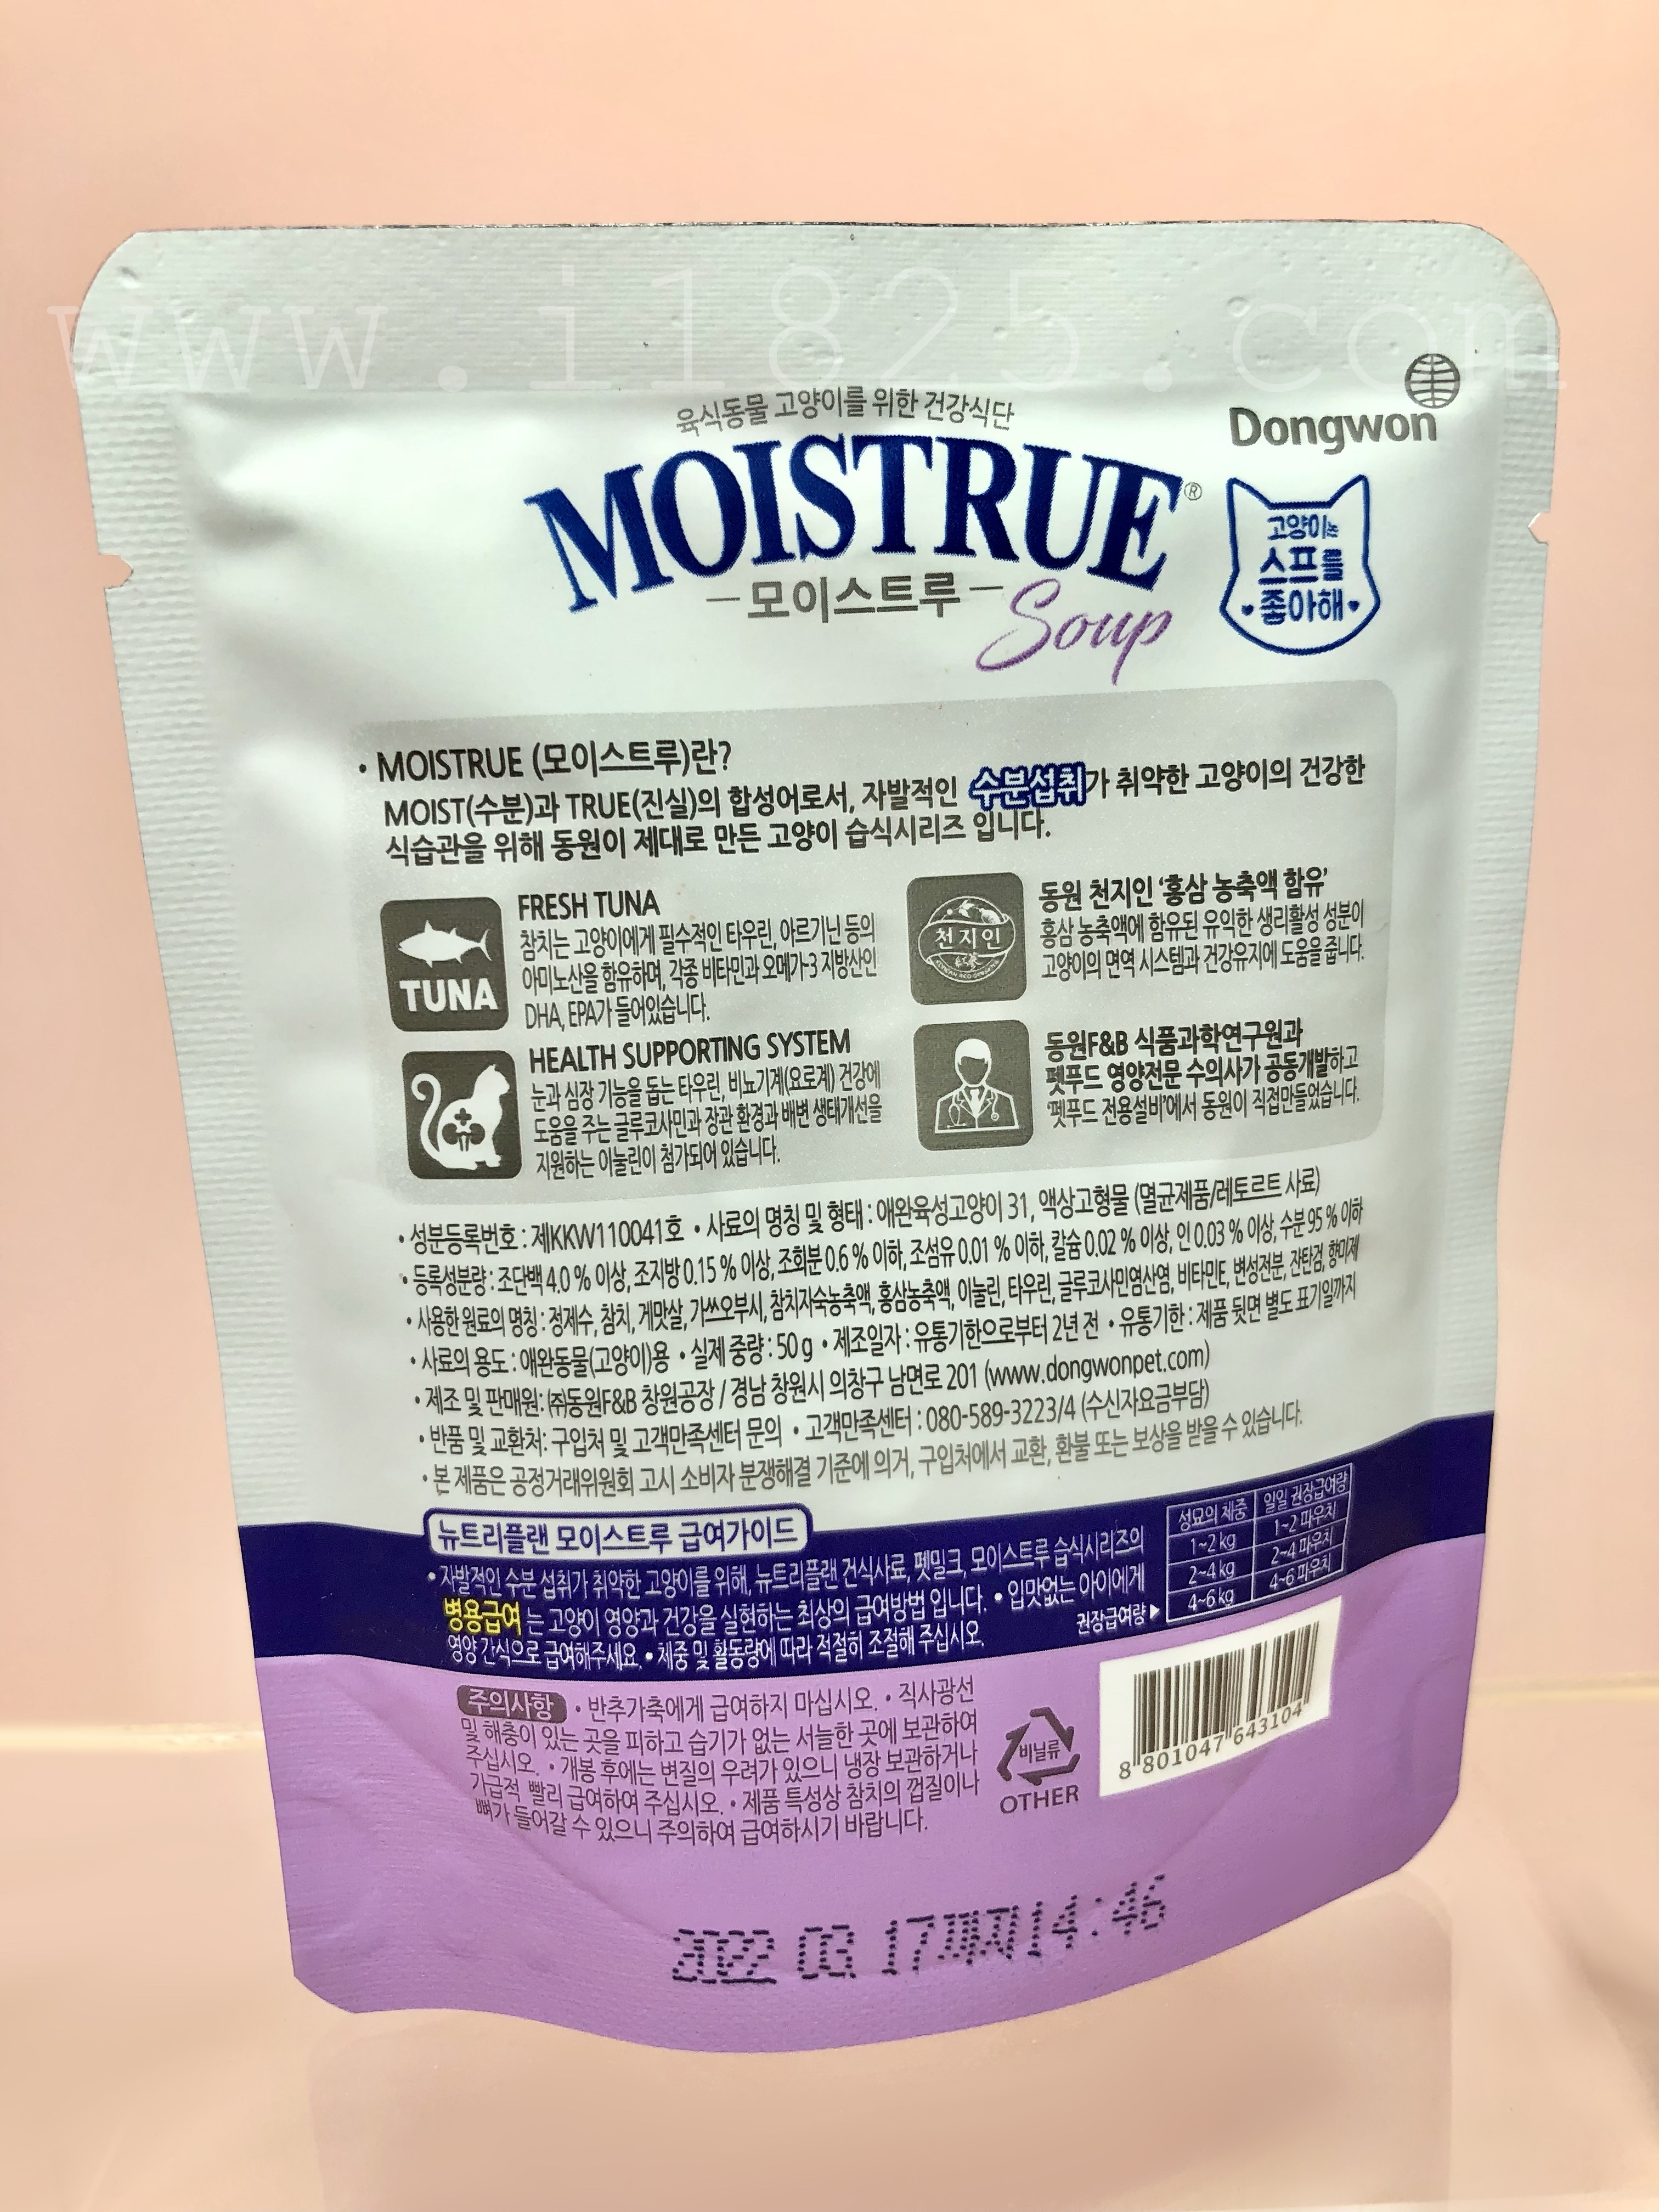 www.i1825.com
육식동물 고양이를 위한 건강식단
Dongwon
MOISTRUE®
모이스트루
Soup
고양이는
스프를
좋아해
• MOISTRUE (모이스트루)란?
MOIST(수분)과 TRUE(진실)의 합성어로서, 자발적인 수분섭취가 취약한 고양이의 건강한
식습관을 위해 동원이 제대로 만든 고양이 습식시리즈 입니다.
TUNA
FRESH TUNA
참치는 고양이에게 필수적인 타우린, 아르기닌 등의
아미노산을 함유하며, 각종 비타민과 오메가-3 지방산인
DHA, EPA가 들어있습니다.
천지인
동원 천지인 ‘홍삼 농축액 함유’
홍삼 농축액에 함유된 유익한 생리활성 성분이
고양이의 면역 시스템과 건강유지에 도움을 줍니다.
HEALTH SUPPORTING SYSTEM
눈과 심장 기능을 돕는 타우린, 비뇨기계(요로계) 건강에
도움을 주는 글루코사민과 장관 환경과 배변 생태개선을
지원하는 이눌린이 첨가되어 있습니다.
동원F&B 식품과학연구원과
펫푸드 영양전문 수의사가 공동개발하고
‘펫푸드 전용설비’에서 동원이 직접만들었습니다.
• 성분등록번호 : 제KKW110041호 • 사료의 명칭 및 형태 : 애완육성고양이 31, 액상고형물 (멸균제품/레토르트 사료)
• 등록성분량 : 조단백 4.0 % 이상, 조지방 0.15 % 이상, 조회분 0.6 % 이하, 조섬유 0.01 % 이하, 칼슘 0.02 % 이상, 인 0.03 % 이상, 수분 95 % 이하
• 사용한 원료의 명칭 : 정제수, 참치, 게맛살, 가쓰오부시, 참치자숙농축액, 홍삼농축액, 이눌린, 타우린, 글루코사민염산염, 비타민E, 변성전분, 잔탄검, 향미제
• 사료의 용도 : 애완동물(고양이)용 • 실제 중량 : 50 g • 제조일자 : 유통기한으로부터 2년 전 • 유통기한 : 제품 뒷면 별도 표기일까지
• 제조 및 판매원: ㈜동원F&B 창원공장 / 경남 창원시 의창구 남면로 201 (www.dongwonpet.com)
• 반품 및 교환처: 구입처 및 고객만족센터 문의 • 고객만족센터 : 080-589-3223/4 (수신자요금부담)
• 본 제품은 공정거래위원회 고시 소비자 분쟁해결 기준에 의거, 구입처에서 교환, 환불 또는 보상을 받을 수 있습니다.
뉴트리플랜 모이스트루 급여가이드
• 자발적인 수분 섭취가 취약한 고양이를 위해, 뉴트리플랜 건식사료, 펫밀크, 모이스트루 습식시리즈의
병용급여 는 고양이 영양과 건강을 실현하는 최상의 급여방법 입니다. • 입맛없는 아이에게
영양 간식으로 급여해주세요. • 체중 및 활동량에 따라 적절히 조절해 주십시오.
권장급여량 ▶
성묘의 체중 일일 권장급여량
1~2 kg 1~2 파우치
2~4 kg 2~4 파우치
4~6 kg 4~6 파우치
주의사항 • 반추가축에게 급여하지 마십시오. • 직사광선
및 해충이 있는 곳을 피하고 습기가 없는 서늘한 곳에 보관하여
주십시오. • 개봉 후에는 변질의 우려가 있으니 냉장 보관하거나
가급적 빨리 급여하여 주십시오. • 제품 특성상 참치의 껍질이나
뼈가 들어갈 수 있으니 주의하여 급여하시기 바랍니다.
비닐류
OTHER
8 801047 643104
2022. 03. 17까지 14:46